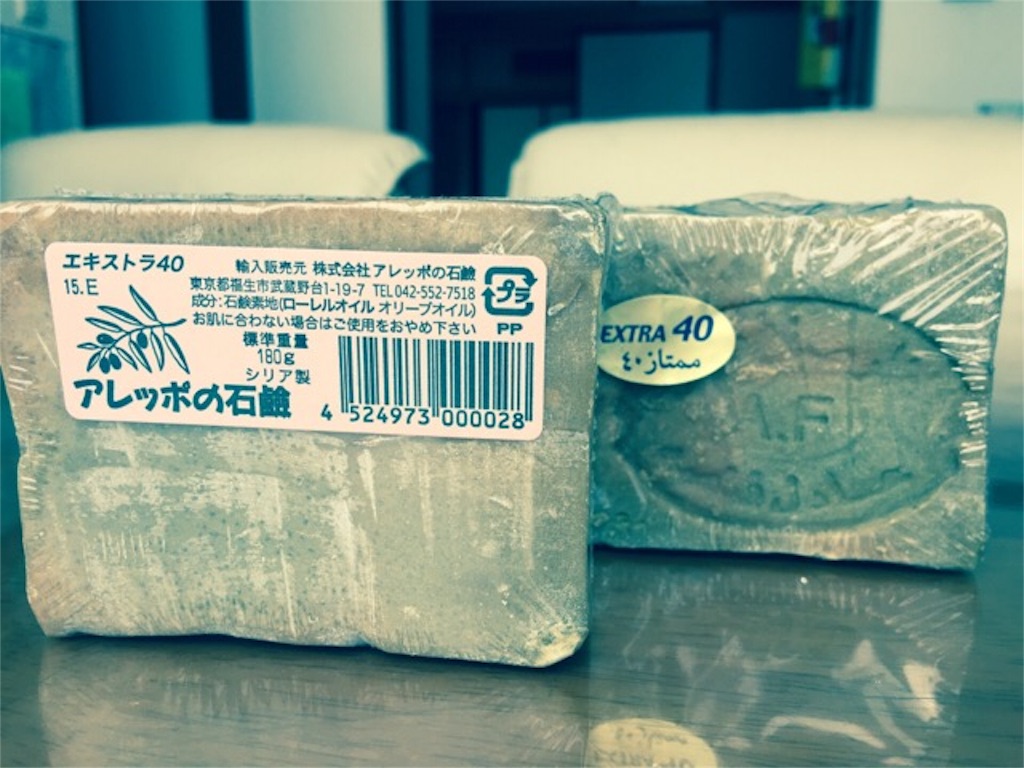 エキストラ40
15.E
輸入販売元 株式会社アレッポの石鹸
東京都福生市武蔵野台1-19-7 TEL 042-552-7518
成分:石鹸素地(ローレルオイル オリーブオイル)
お肌に合わない場合はご使用をおやめ下さい
標準重量
180g
シリア製
アレッポの石鹸
プラ
PP
4 524973 000028
EXTRA 40
ممتاز ٤٠